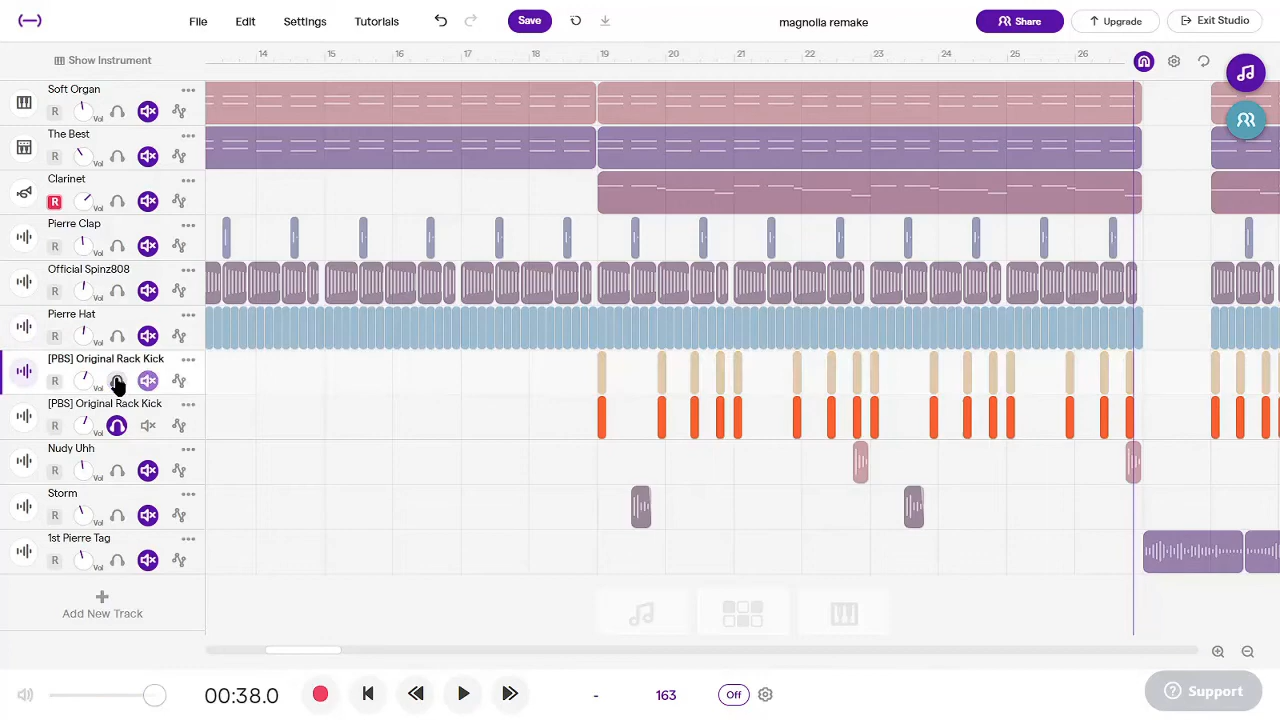 File Edit Settings Tutorials Save magnolia remake Share Upgrade Exit Studio
Show Instrument 14 15 16 17 18 19 20 21 22 23 24 25 26
Soft Organ
R Vol
The Best
R Vol
Clarinet
R Vol
Pierre Clap
R Vol
Official Spinz808
R Vol
Pierre Hat
R Vol
[PBS] Original Rack Kick
R Vol
[PBS] Original Rack Kick
R Vol
Nudy Uhh
R Vol
Storm
R Vol
1st Pierre Tag
R Vol
Add New Track
00:38.0 - 163 Off Support